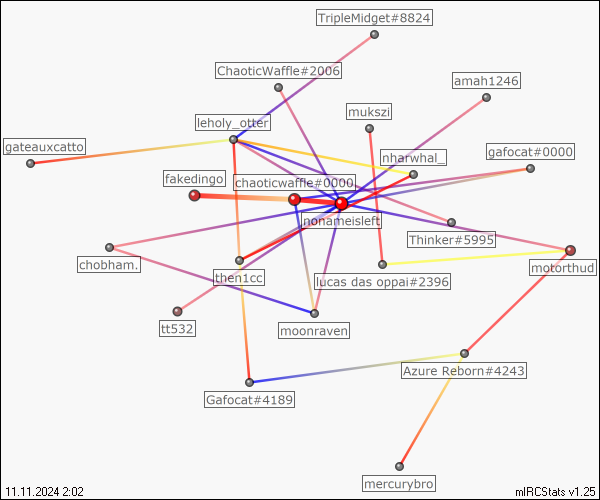 TripleMidget#8824
ChaoticWaffle#2006
amah1246
mukszi
leholy_otter
gateauxcatto
nharwhal_
gafocat#0000
fakedingo
chaoticwaffle#0000
nonameisleft
Thinker#5995
chobham.
then1cc
lucas das oppai#2396
motorthud
tt532
moonraven
Azure Reborn#4243
Gafocat#4189
mercurybro
11.11.2024 2:02
mIRCStats v1.25